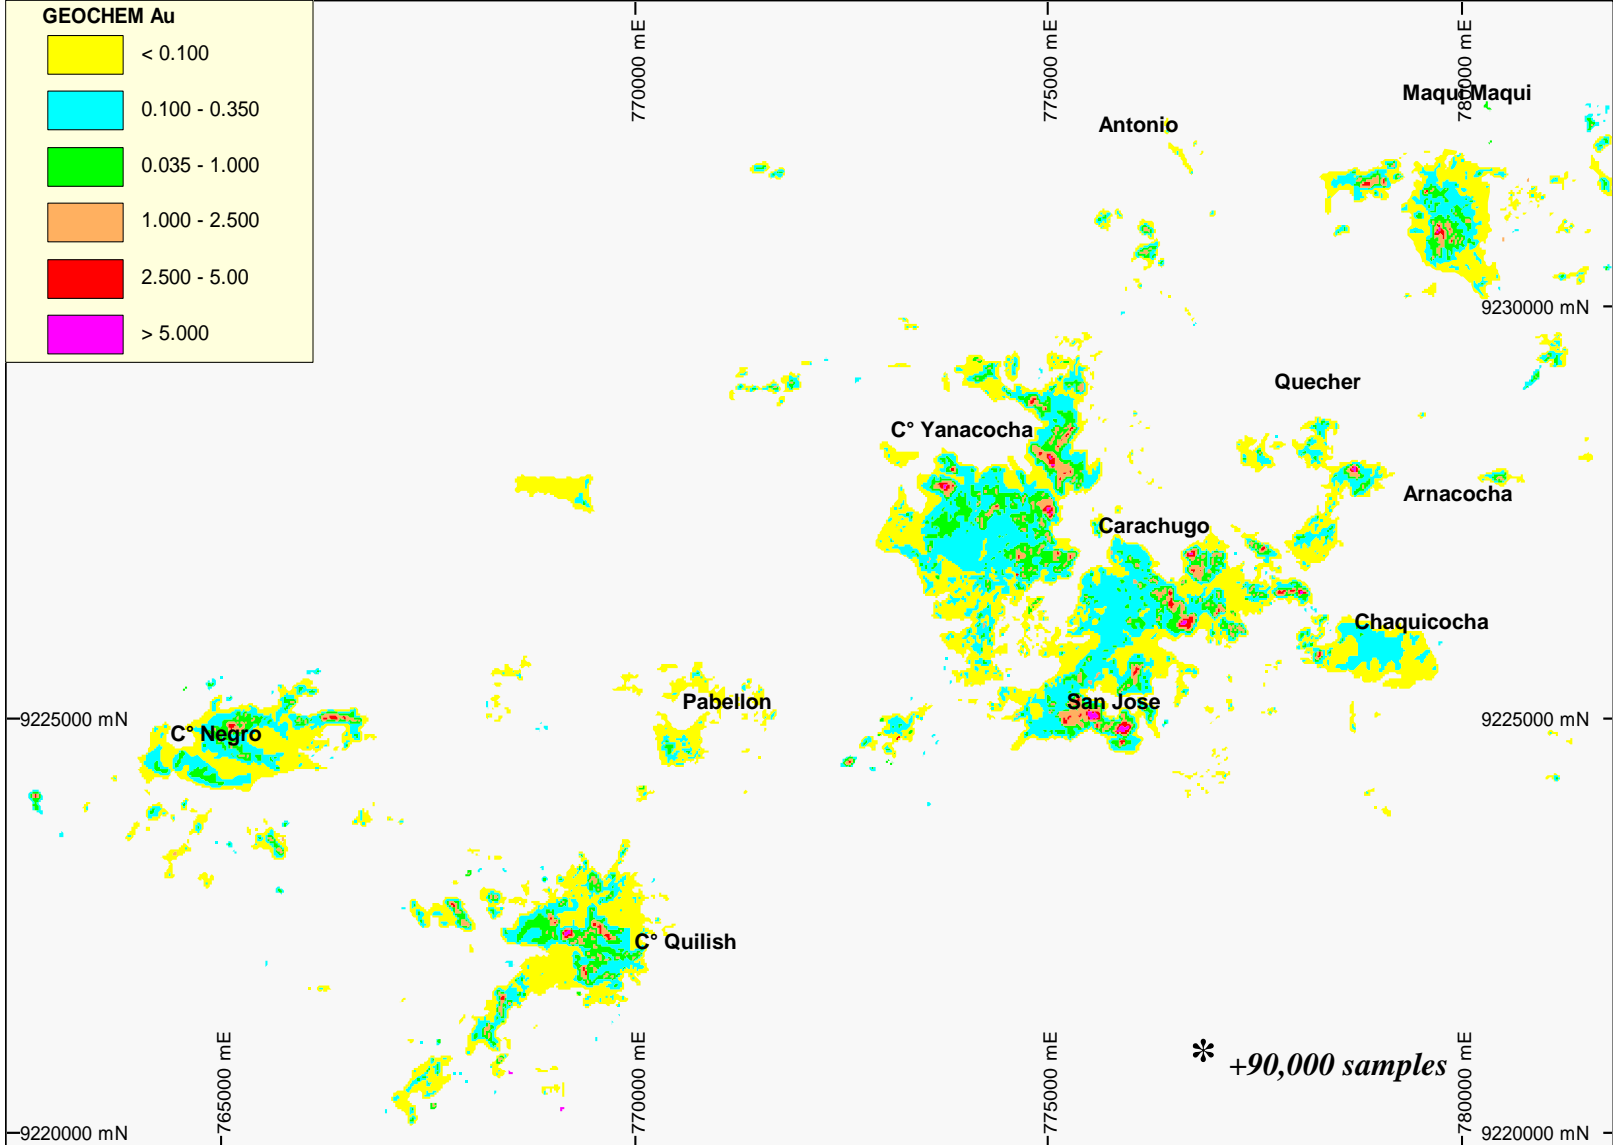 GEOCHEM Au
< 0.100
0.100 - 0.350
0.035 - 1.000
1.000 - 2.500
2.500 - 5.00
> 5.000
770000 mE
775000 mE
780000 mE
Maqui Maqui
Antonio
9230000 mN
Quecher
C° Yanacocha
Arnacocha
Carachugo
Chaquicocha
Pabellon
San Jose
9225000 mN
9225000 mN
C° Negro
C° Quilish
765000 mE
770000 mE
775000 mE
780000 mE
* +90,000 samples
9220000 mN
9220000 mN